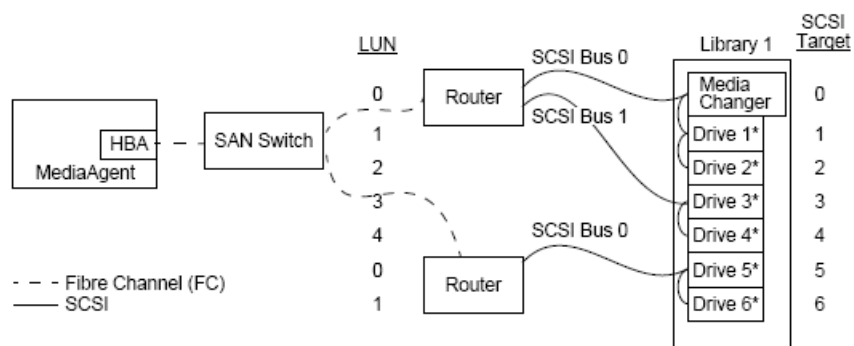 LUN
SCSI Target
Library 1
SCSI Bus 0
0
Router
Media Changer
0
HBA
MediaAgent
SAN Switch
1
SCSI Bus 1
Drive 1*
1
2
Drive 2*
2
3
Drive 3*
3
4
SCSI Bus 0
Drive 4*
4
0
Router
Drive 5*
5
1
Drive 6*
6
Fibre Channel (FC)
SCSI